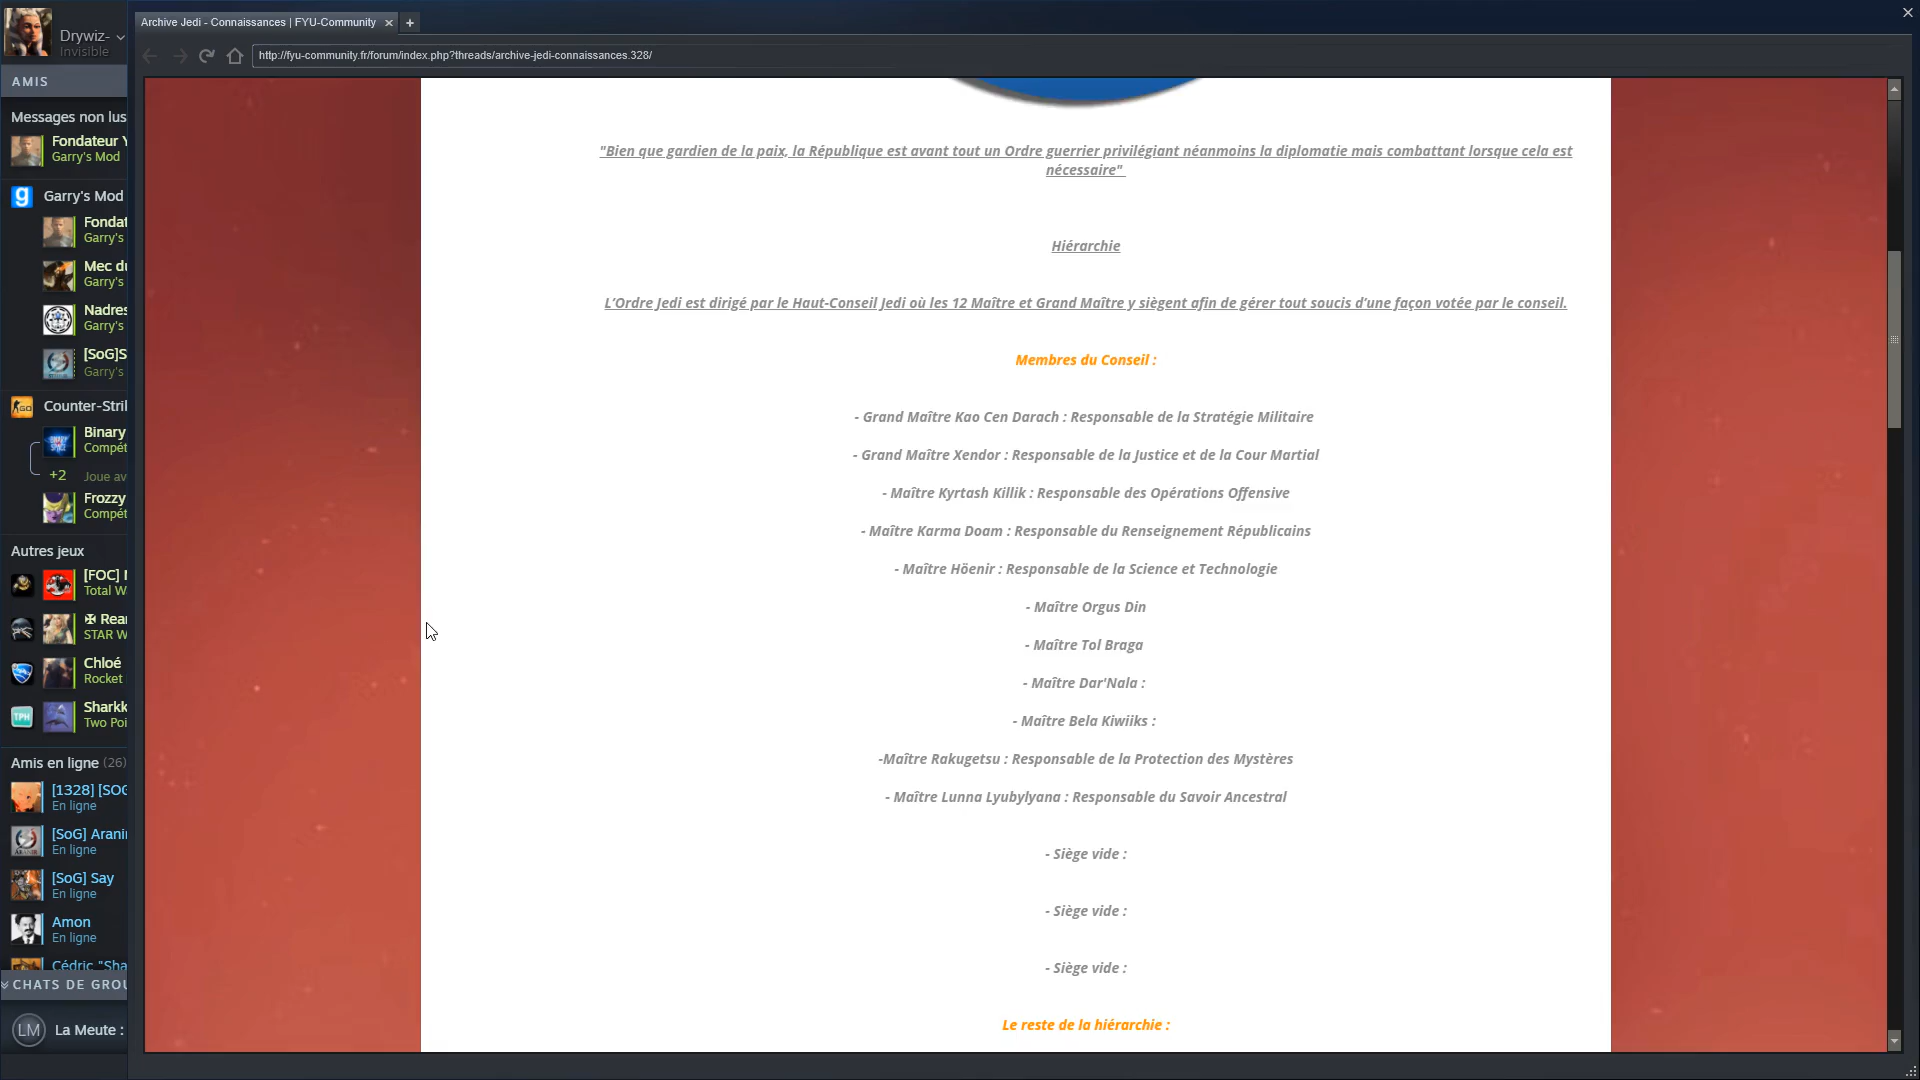 Archive Jedi - Connaissances | FYU-Community
http://fyu-community.fr/forum/index.php?threads/archive-jedi-connaissances.328/
Drywiz-
Invisible
AMIS
Messages non lus
Fondateur Y
Garry's Mod
Garry's Mod
Fondat
Garry's
Mec du
Garry's
Nadres
Garry's
[SoG]S
Garry's
Counter-Stril
Binary
Compét
+2 Joue av
Frozzy
Compét
Autres jeux
[FOC]
Total W
✠ Rea
STAR W
Chloé
Rocket
Sharkk
Two Poi
Amis en ligne (26)
[1328] [SOG
En ligne
[SoG] Arani
En ligne
[SoG] Say
En ligne
Amon
En ligne
Cédric "Sha
CHATS DE GROU
LM La Meute :
"Bien que gardien de la paix, la République est avant tout un Ordre guerrier privilégiant néanmoins la diplomatie mais combattant lorsque cela est
nécessaire"
Hiérarchie
L'Ordre Jedi est dirigé par le Haut-Conseil Jedi où les 12 Maître et Grand Maître y siègent afin de gérer tout soucis d'une façon votée par le conseil.
Membres du Conseil :
- Grand Maître Kao Cen Darach : Responsable de la Stratégie Militaire
- Grand Maître Xendor : Responsable de la Justice et de la Cour Martial
- Maître Kyrtash Killik : Responsable des Opérations Offensive
- Maître Karma Doam : Responsable du Renseignement Républicains
- Maître Höenir : Responsable de la Science et Technologie
- Maître Orgus Din
- Maître Tol Braga
- Maître Dar'Nala :
- Maître Bela Kiwiiks :
-Maître Rakugetsu : Responsable de la Protection des Mystères
- Maître Lunna Lyubylyana : Responsable du Savoir Ancestral
- Siège vide :
- Siège vide :
- Siège vide :
Le reste de la hiérarchie :